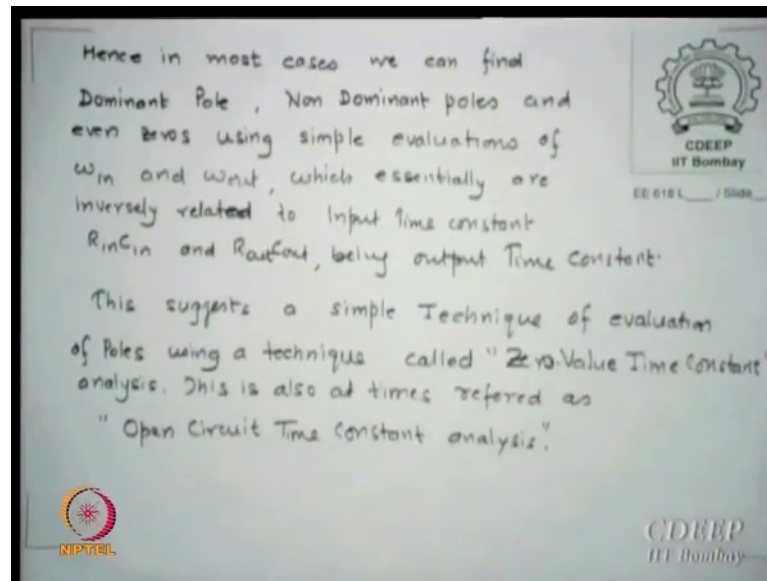 Hence in most cases we can find
Dominant Pole, Non Dominant poles and
even zeros using simple evaluations of
ωin and ωout, which essentially are
inversely related to Input Time constant
RinCin and RoutCout, being output Time Constant.
This suggests a simple Technique of evaluation
of Poles using a technique called "Zero-Value Time Constant"
analysis. This is also at times refered as
"Open Circuit Time Constant analysis".
CDEEP
IIT Bombay
EE 618 L___ / Slide__
NPTEL
CDEEP
IIT Bombay